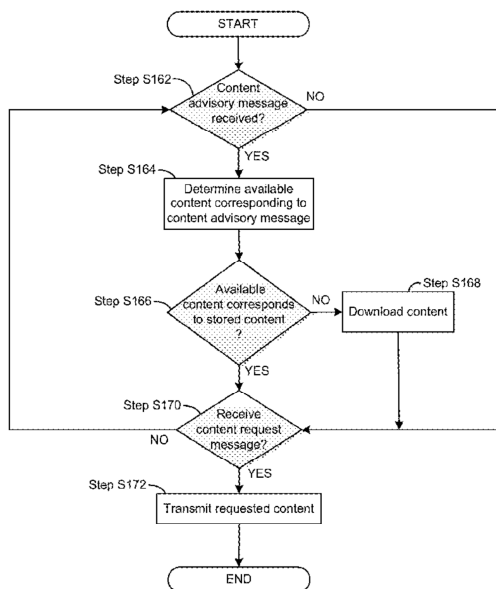 START
Step S162
Content
advisory message
received?
NO
YES
Step S164
Determine available
content corresponding to
content advisory message
Step S166
Available
content corresponds
to stored content
?
NO
Step S168
Download content
YES
Step S170
Receive
content request
message?
NO
YES
Step S172
Transmit requested content
END